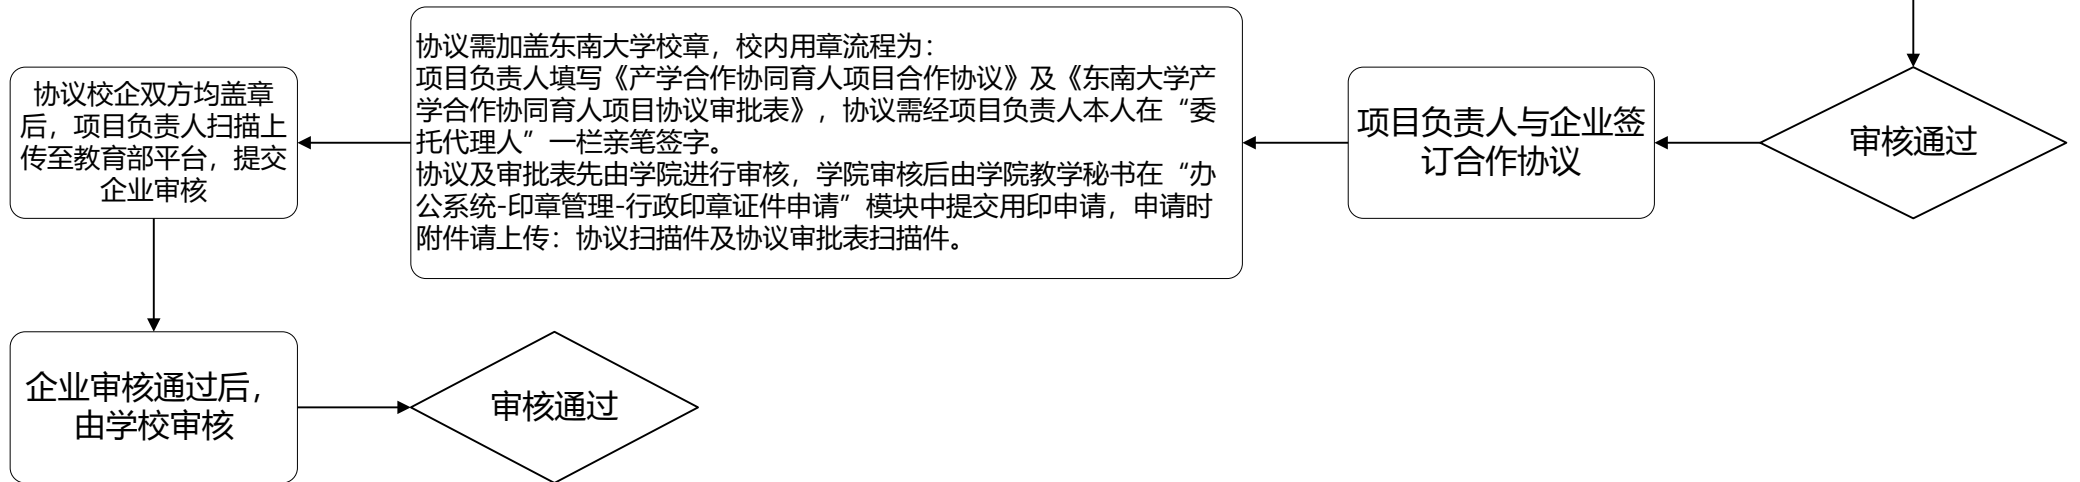 审核通过
项目负责人与企业签
订合作协议
协议需加盖东南大学校章，校内用章流程为：
项目负责人填写《产学合作协同育人项目合作协议》及《东南大学产
学合作协同育人项目协议审批表》，协议需经项目负责人本人在“委
托代理人”一栏亲笔签字。
协议及审批表先由学院进行审核，学院审核后由学院教学秘书在“办
公系统-印章管理-行政印章证件申请”模块中提交用印申请，申请时
附件请上传：协议扫描件及协议审批表扫描件。
协议校企双方均盖章
后，项目负责人扫描上
传至教育部平台，提交
企业审核
企业审核通过后，
由学校审核
审核通过